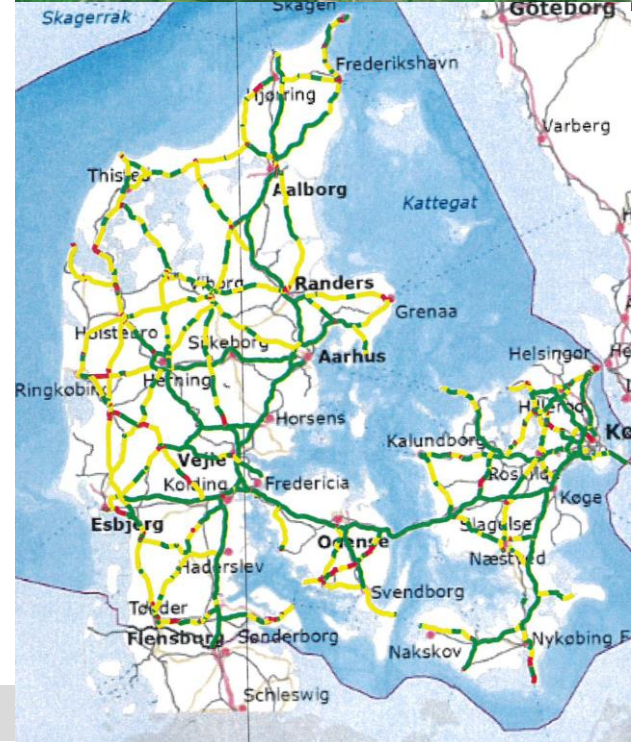 Skagen
Göteborg
Skagerrak
Frederikshavn
Hjørring
Varberg
Thisted
Aalborg
Kattegat
Viborg
Randers
Grenaa
Holstebro
Silkeborg
Aarhus
Helsingør
Herning
Ringkøbing
Hillerød
Horsens
Kø
Kalundborg
Vejle
Roskilde
Kolding
Fredericia
Køge
Esbjerg
Slagelse
Odense
Næstved
Haderslev
Svendborg
Tønder
Flensburg
Sønderborg
Nykøbing F
Nakskov
Schleswig